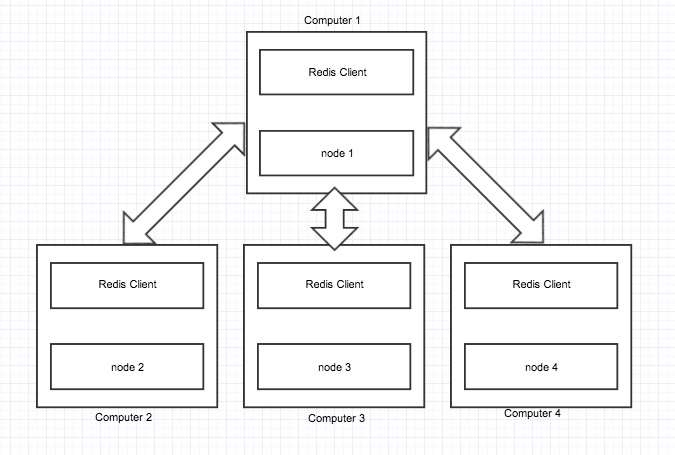 Computer 1
Redis Client
node 1
Redis Client
Redis Client
Redis Client
node 2
node 3
node 4
Computer 2
Computer 3
Computer 4